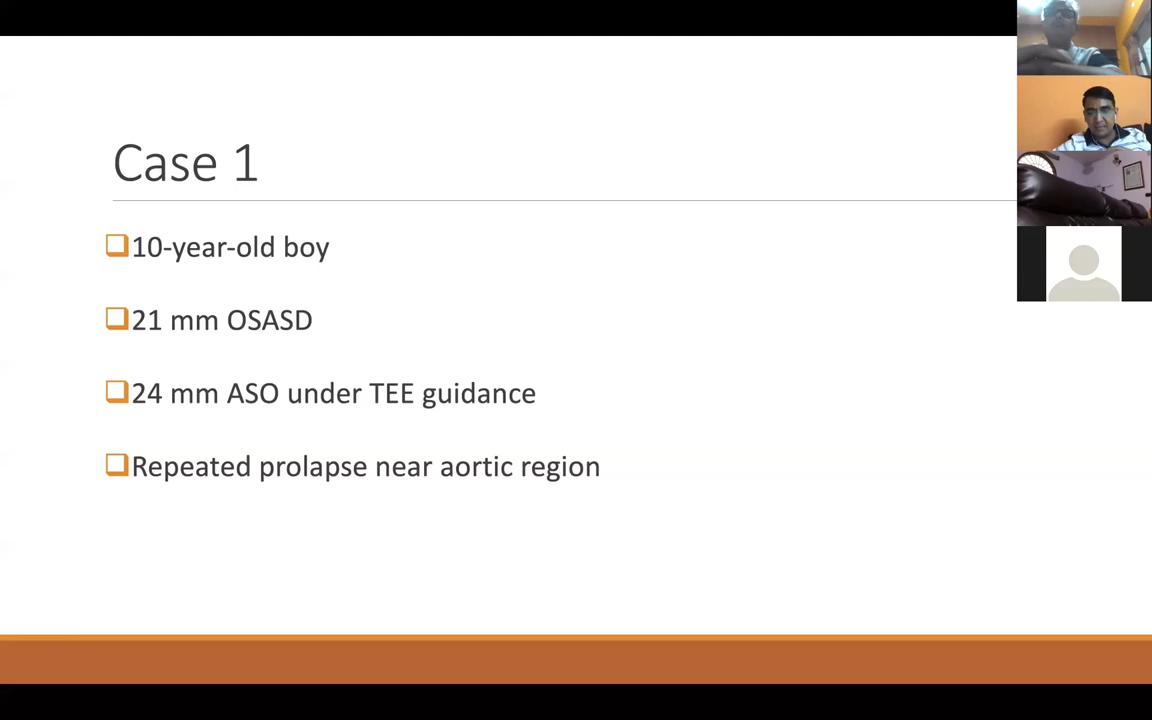 Case 1
10-year-old boy
21 mm OSASD
24 mm ASO under TEE guidance
Repeated prolapse near aortic region